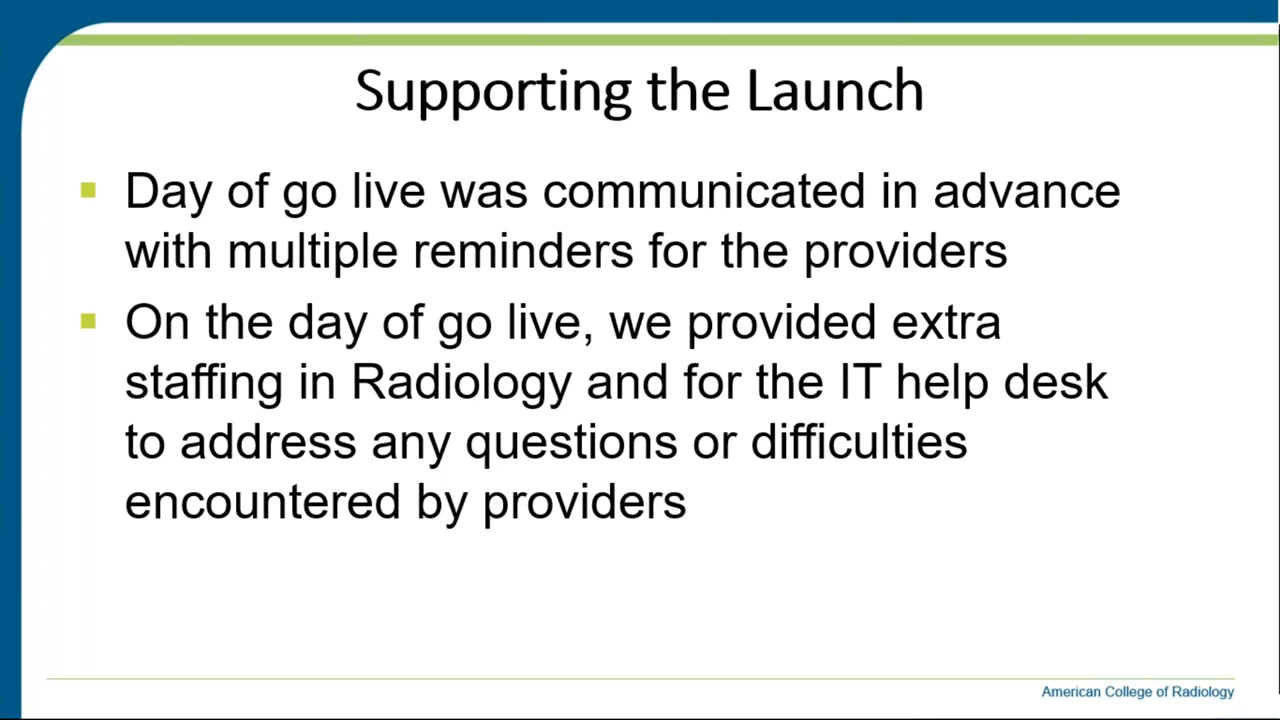 Supporting the Launch
Day of go live was communicated in advance
with multiple reminders for the providers
On the day of go live, we provided extra
staffing in Radiology and for the IT help desk
to address any questions or difficulties
encountered by providers
American College of Radiology